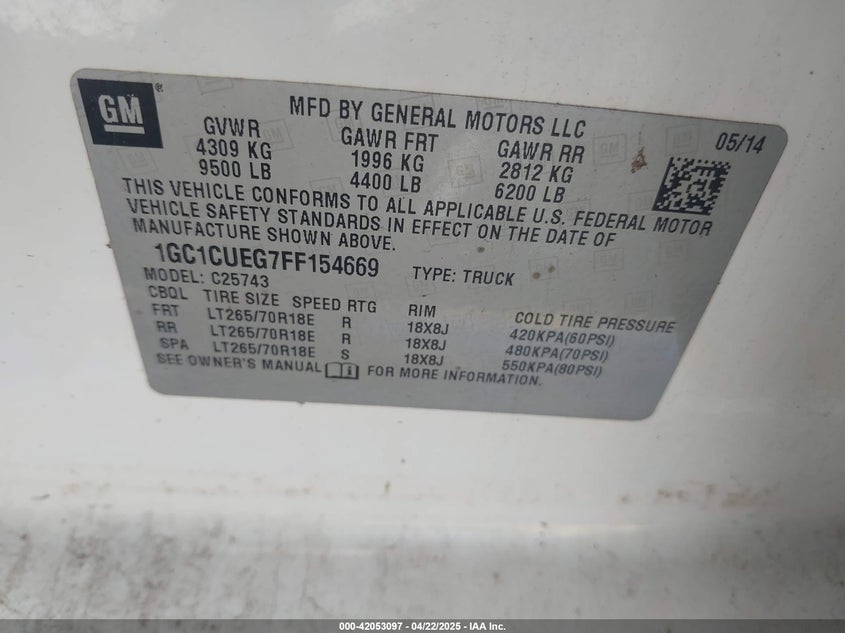 GM
MFD BY GENERAL MOTORS LLC
05/14
GVWR GAWR FRT GAWR RR
4309 KG 1996 KG 2812 KG
9500 LB 4400 LB 6200 LB
THIS VEHICLE CONFORMS TO ALL APPLICABLE U.S. FEDERAL MOTOR
VEHICLE SAFETY STANDARDS IN EFFECT ON THE DATE OF
MANUFACTURE SHOWN ABOVE.
1GC1CUEG7FF154669 TYPE: TRUCK
MODEL: C25743
CBQL TIRE SIZE SPEED RTG RIM COLD TIRE PRESSURE
FRT LT265/70R18E R 18X8J 420KPA(60PSI)
RR LT265/70R18E R 18X8J 480KPA(70PSI)
SPA LT265/70R18E S 18X8J 550KPA(80PSI)
SEE OWNER'S MANUAL FOR MORE INFORMATION.
000-42053097 - 04/22/2025 - IAA Inc.